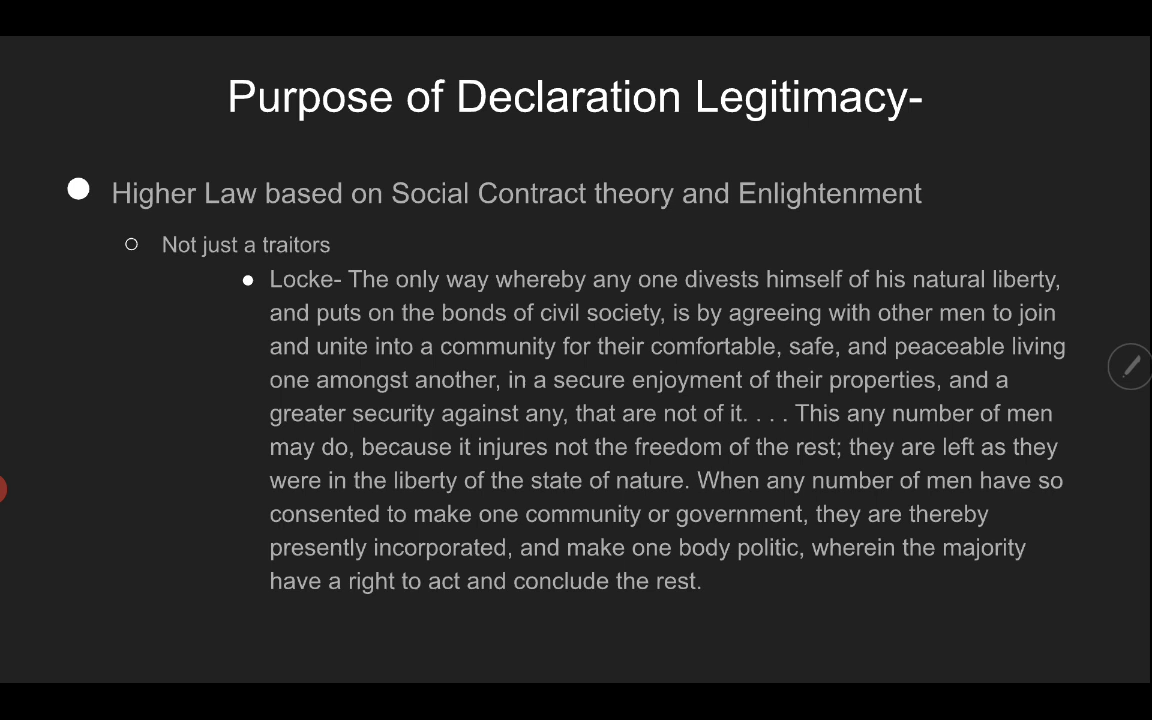 Purpose of Declaration Legitimacy-
Higher Law based on Social Contract theory and Enlightenment
Not just a traitors
Locke- The only way whereby any one divests himself of his natural liberty,
and puts on the bonds of civil society, is by agreeing with other men to join
and unite into a community for their comfortable, safe, and peaceable living
one amongst another, in a secure enjoyment of their properties, and a
greater security against any, that are not of it. . . . This any number of men
may do, because it injures not the freedom of the rest; they are left as they
were in the liberty of the state of nature. When any number of men have so
consented to make one community or government, they are thereby
presently incorporated, and make one body politic, wherein the majority
have a right to act and conclude the rest.